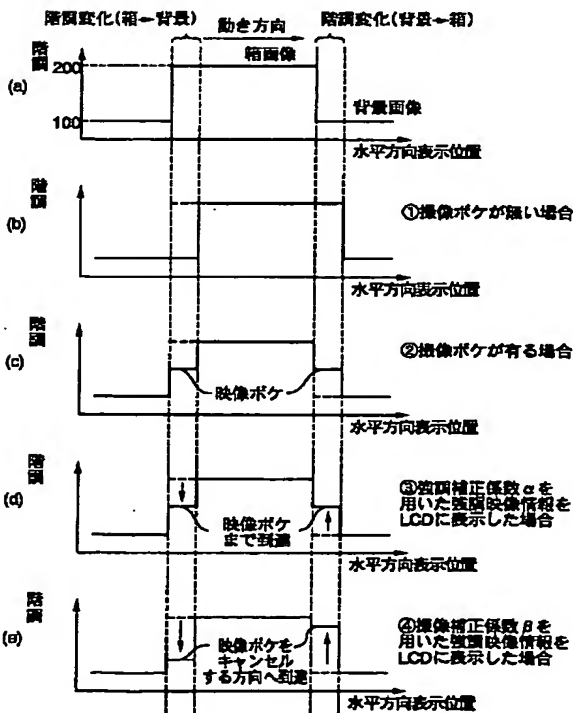 階調変化(箱→背景)
動き方向
階調変化(背景→箱)
(a)
階調
200
100
箱画像
背景画像
水平方向表示位置
(b)
階調
①撮像ボケが無い場合
水平方向表示位置
(c)
階調
②撮像ボケが有る場合
映像ボケ
水平方向表示位置
(d)
階調
映像ボケ
まで到達
③強調補正係数αを
用いた強調映像情報を
LCDに表示した場合
水平方向表示位置
(e)
階調
映像ボケを
キャンセル
する方向へ到達
④撮像補正係数βを
用いた強調映像情報を
LCDに表示した場合
水平方向表示位置